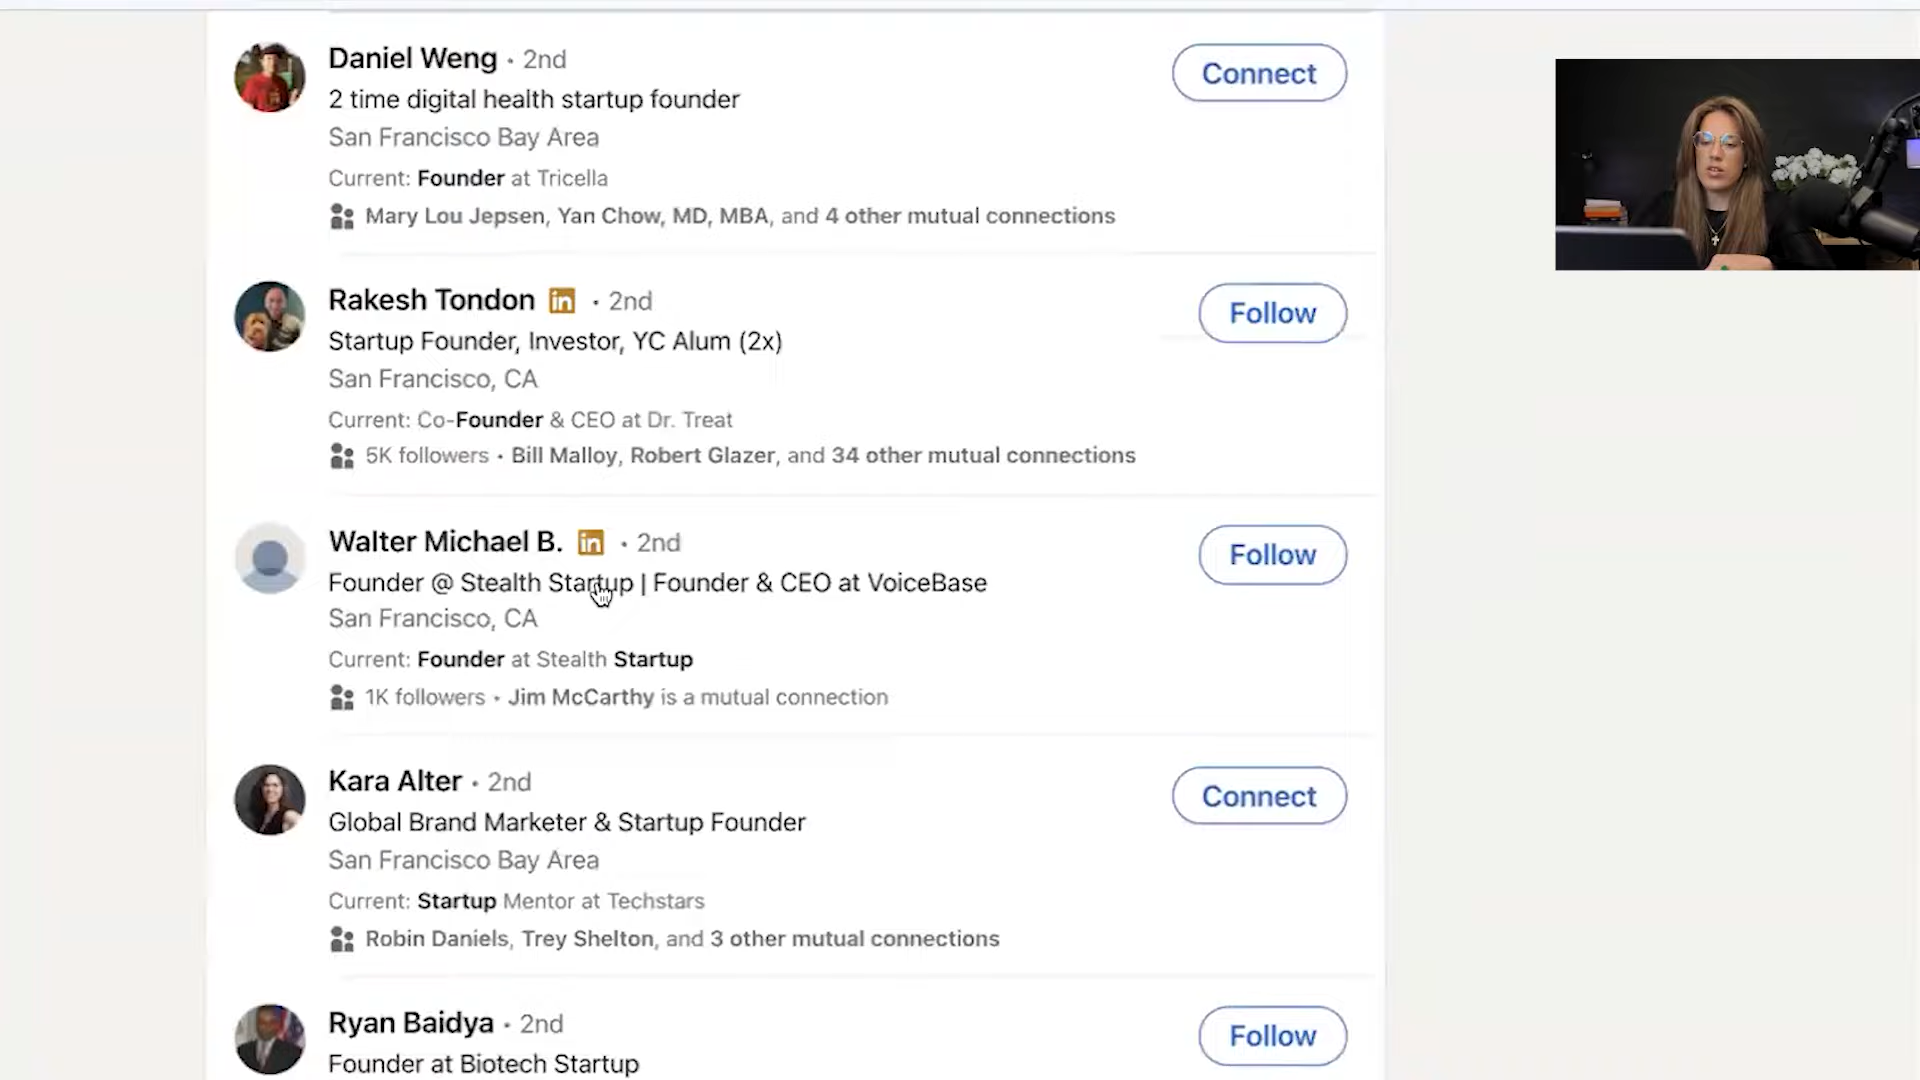 Daniel Weng • 2nd
Connect
2 time digital health startup founder
San Francisco Bay Area
Current: Founder at Tricella
Mary Lou Jepsen, Yan Chow, MD, MBA, and 4 other mutual connections
Rakesh Tondon in • 2nd
Follow
Startup Founder, Investor, YC Alum (2x)
San Francisco, CA
Current: Co-Founder & CEO at Dr. Treat
5K followers • Bill Malloy, Robert Glazer, and 34 other mutual connections
Walter Michael B. in • 2nd
Follow
Founder @ Stealth Startup | Founder & CEO at VoiceBase
San Francisco, CA
Current: Founder at Stealth Startup
1K followers • Jim McCarthy is a mutual connection
Kara Alter • 2nd
Connect
Global Brand Marketer & Startup Founder
San Francisco Bay Area
Current: Startup Mentor at Techstars
Robin Daniels, Trey Shelton, and 3 other mutual connections
Ryan Baidya • 2nd
Follow
Founder at Biotech Startup